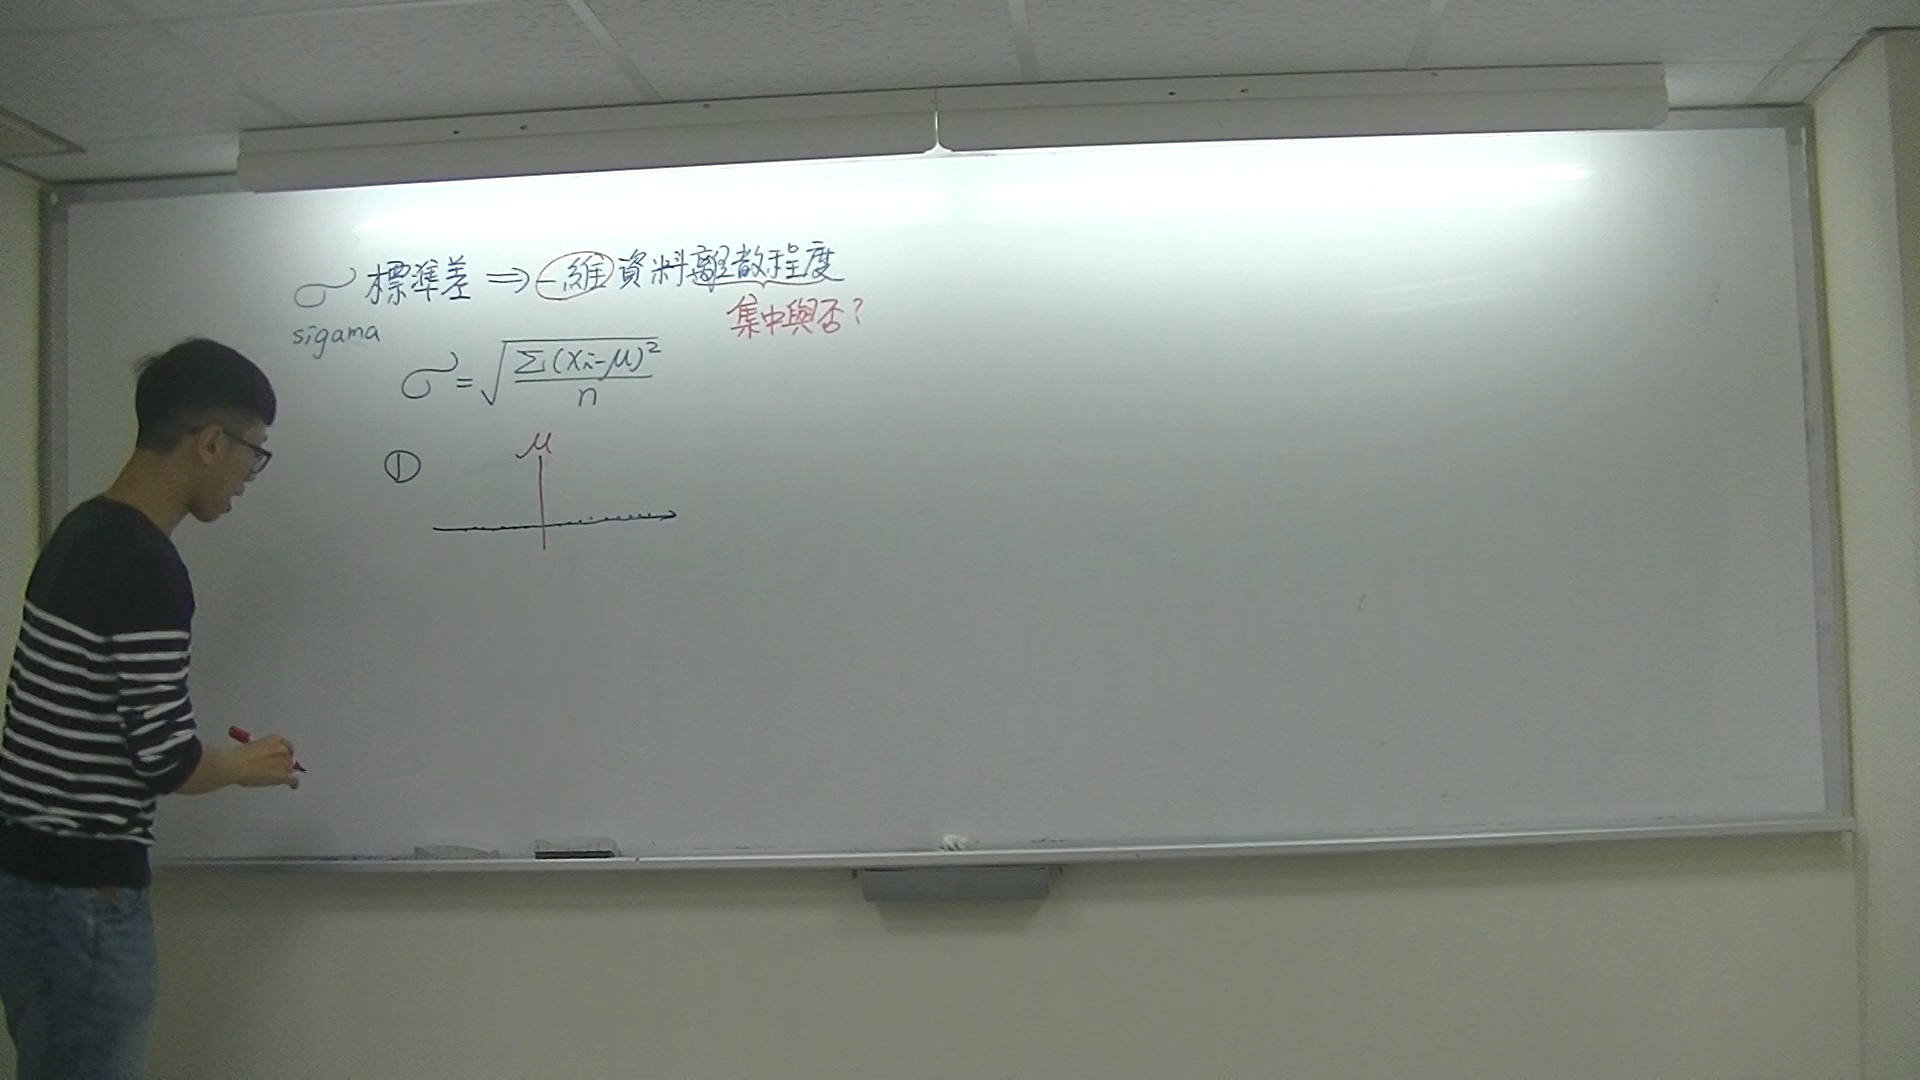 σ 標準差 ⇒ 一維資料離散程度
集中與否?
sigama
σ = √(Σ(xi-μ)²/n)
① μ